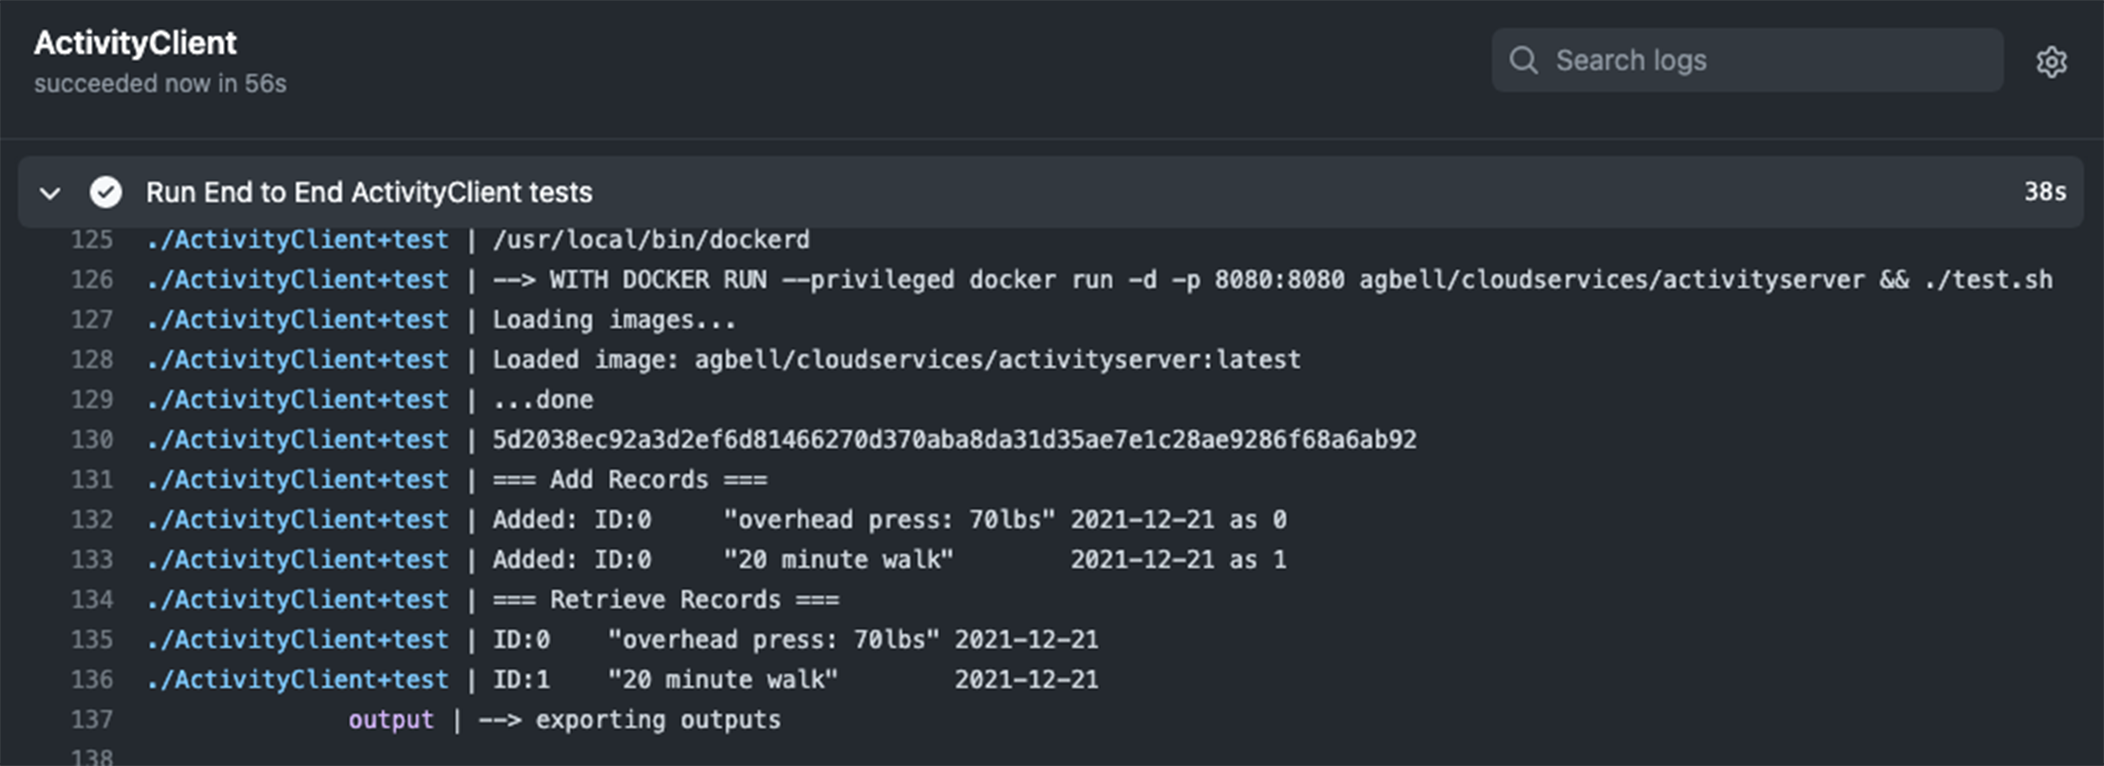 ActivityClient
succeeded now in 56s
Search logs
Run End to End ActivityClient tests 38s
125 ./ActivityClient+test | /usr/local/bin/dockerd
126 ./ActivityClient+test | --> WITH DOCKER RUN --privileged docker run -d -p 8080:8080 agbell/cloudservices/activityserver && ./test.sh
127 ./ActivityClient+test | Loading images...
128 ./ActivityClient+test | Loaded image: agbell/cloudservices/activityserver:latest
129 ./ActivityClient+test | ...done
130 ./ActivityClient+test | 5d2038ec92a3d2ef6d81466270d370aba8da31d35ae7e1c28ae9286f68a6ab92
131 ./ActivityClient+test | === Add Records ===
132 ./ActivityClient+test | Added: ID:0 "overhead press: 70lbs" 2021-12-21 as 0
133 ./ActivityClient+test | Added: ID:0 "20 minute walk" 2021-12-21 as 1
134 ./ActivityClient+test | === Retrieve Records ===
135 ./ActivityClient+test | ID:0 "overhead press: 70lbs" 2021-12-21
136 ./ActivityClient+test | ID:1 "20 minute walk" 2021-12-21
137 output | --> exporting outputs
138